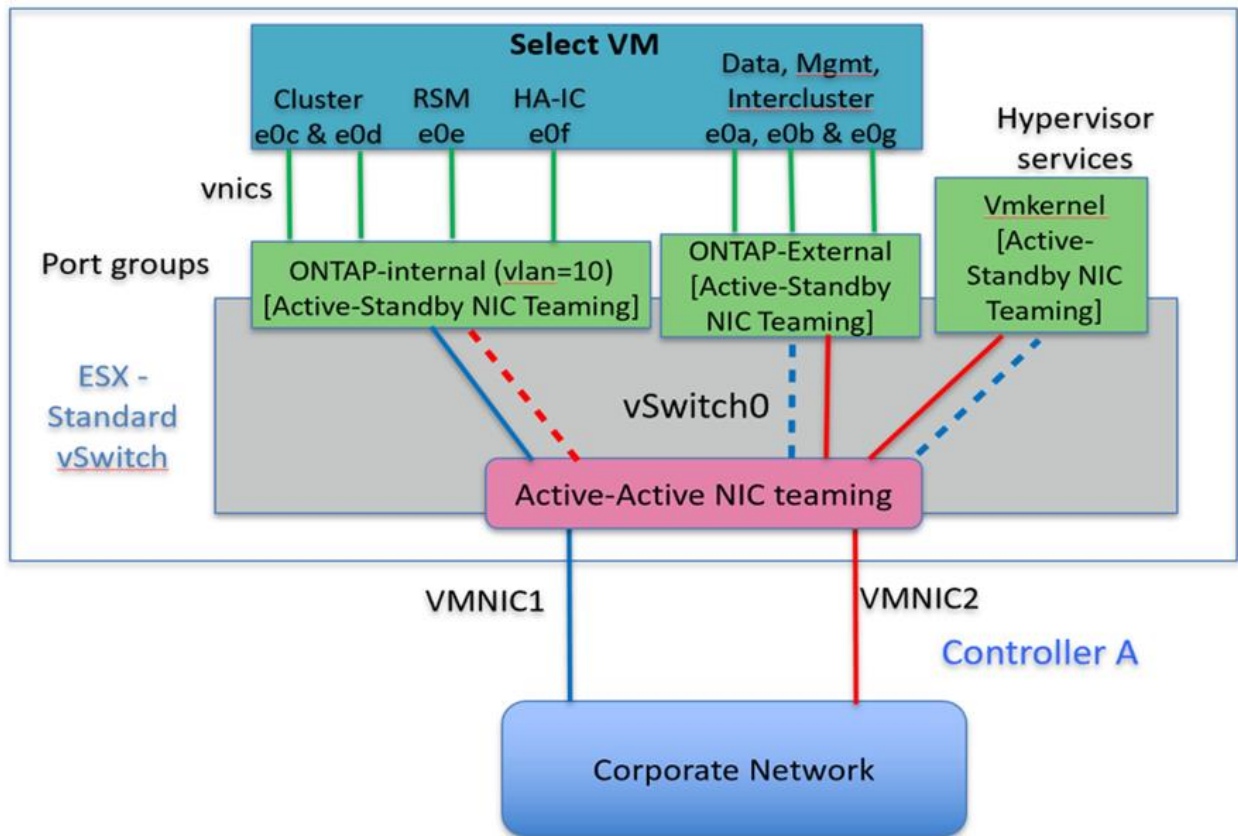 Select VM
Cluster
e0c & e0d
RSM
e0e
HA-IC
e0f
Data, Mgmt,
Intercluster
e0a, e0b & e0g
Hypervisor
services
vnics
Port groups
ONTAP-internal (vlan=10)
[Active-Standby NIC Teaming]
ONTAP-External
[Active-Standby
NIC Teaming]
Vmkernel
[Active-
Standby NIC
Teaming]
ESX -
Standard
vSwitch
vSwitch0
Active-Active NIC teaming
VMNIC1
VMNIC2
Controller A
Corporate Network